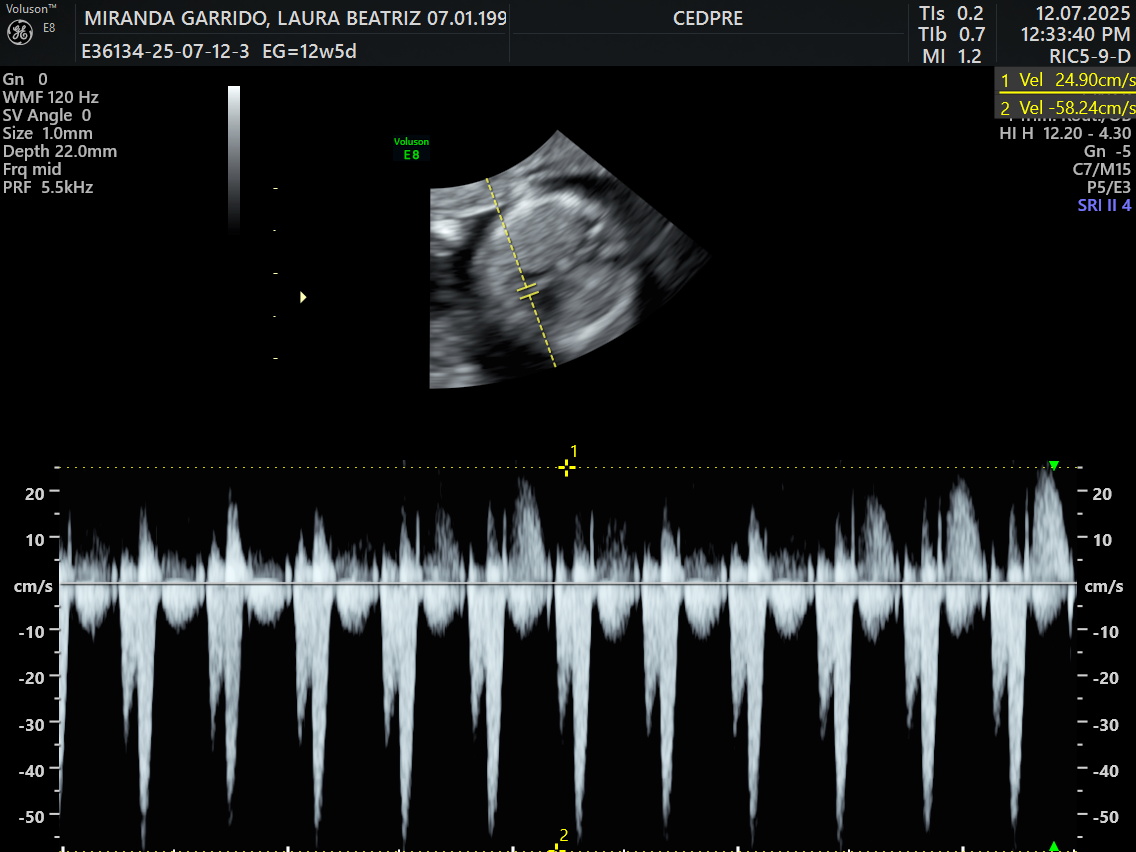 Voluson™
E8
MIRANDA GARRIDO, LAURA BEATRIZ 07.01.199
CEDPRE
TIs 0.2
12.07.2025
TIb 0.7
12:33:40 PM
E36134-25-07-12-3 EG=12w5d
MI 1.2
RIC5-9-D
Gn 0
WMF 120 Hz
SV Angle 0
Size 1.0mm
Depth 22.0mm
Frq mid
PRF 5.5kHz
1 Vel 24.90cm/s
2 Vel -58.24cm/s
HI H 12.20 - 4.30
Gn -5
C7/M15
P5/E3
SRI II 4
Voluson
E8
1
20
10
cm/s
-10
-20
-30
-40
-50
20
10
cm/s
-10
-20
-30
-40
-50
2